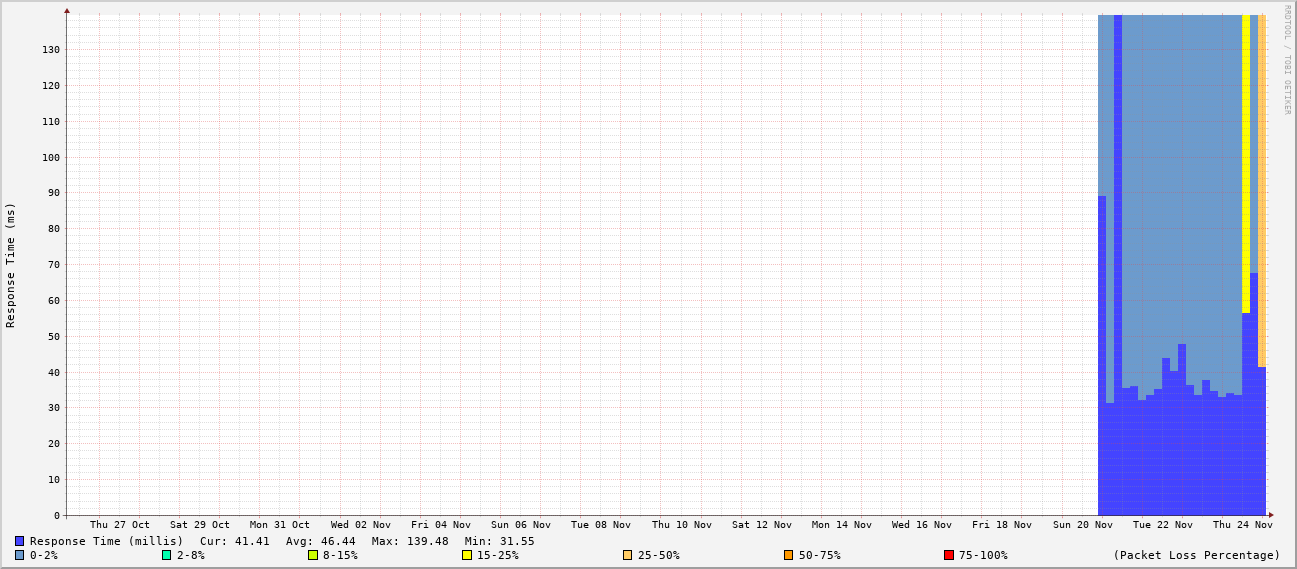 RRDTOOL / TOBI OETIKER
Response Time (ms)
130
120
110
100
90
80
70
60
50
40
30
20
10
0
Thu 27 Oct Sat 29 Oct Mon 31 Oct Wed 02 Nov Fri 04 Nov Sun 06 Nov Tue 08 Nov Thu 10 Nov Sat 12 Nov Mon 14 Nov Wed 16 Nov Fri 18 Nov Sun 20 Nov Tue 22 Nov Thu 24 Nov
Response Time (millis) Cur: 41.41 Avg: 46.44 Max: 139.48 Min: 31.55
0-2% 2-8% 8-15% 15-25% 25-50% 50-75% 75-100% (Packet Loss Percentage)